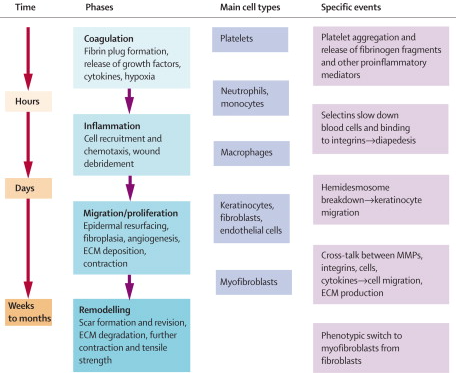 Time
Phases
Main cell types
Specific events
Hours
Days
Weeks
to months
Coagulation
Fibrin plug formation,
release of growth factors,
cytokines, hypoxia
Inflammation
Cell recruitment and
chemotaxis, wound
debridement
Migration/proliferation
Epidermal resurfacing,
fibroplasia, angiogenesis,
ECM deposition,
contraction
Remodelling
Scar formation and revision,
ECM degradation, further
contraction and tensile
strength
Platelets
Neutrophils,
monocytes
Macrophages
Keratinocytes,
fibroblasts,
endothelial cells
Myofibroblasts
Platelet aggregation and
release of fibrinogen fragments
and other proinflammatory
mediators
Selectins slow down
blood cells and binding
to integrins→diapedesis
Hemidesmosome
breakdown→keratinocyte
migration
Cross-talk between MMPs,
integrins, cells,
cytokines→cell migration,
ECM production
Phenotypic switch to
myofibroblasts from
fibroblasts